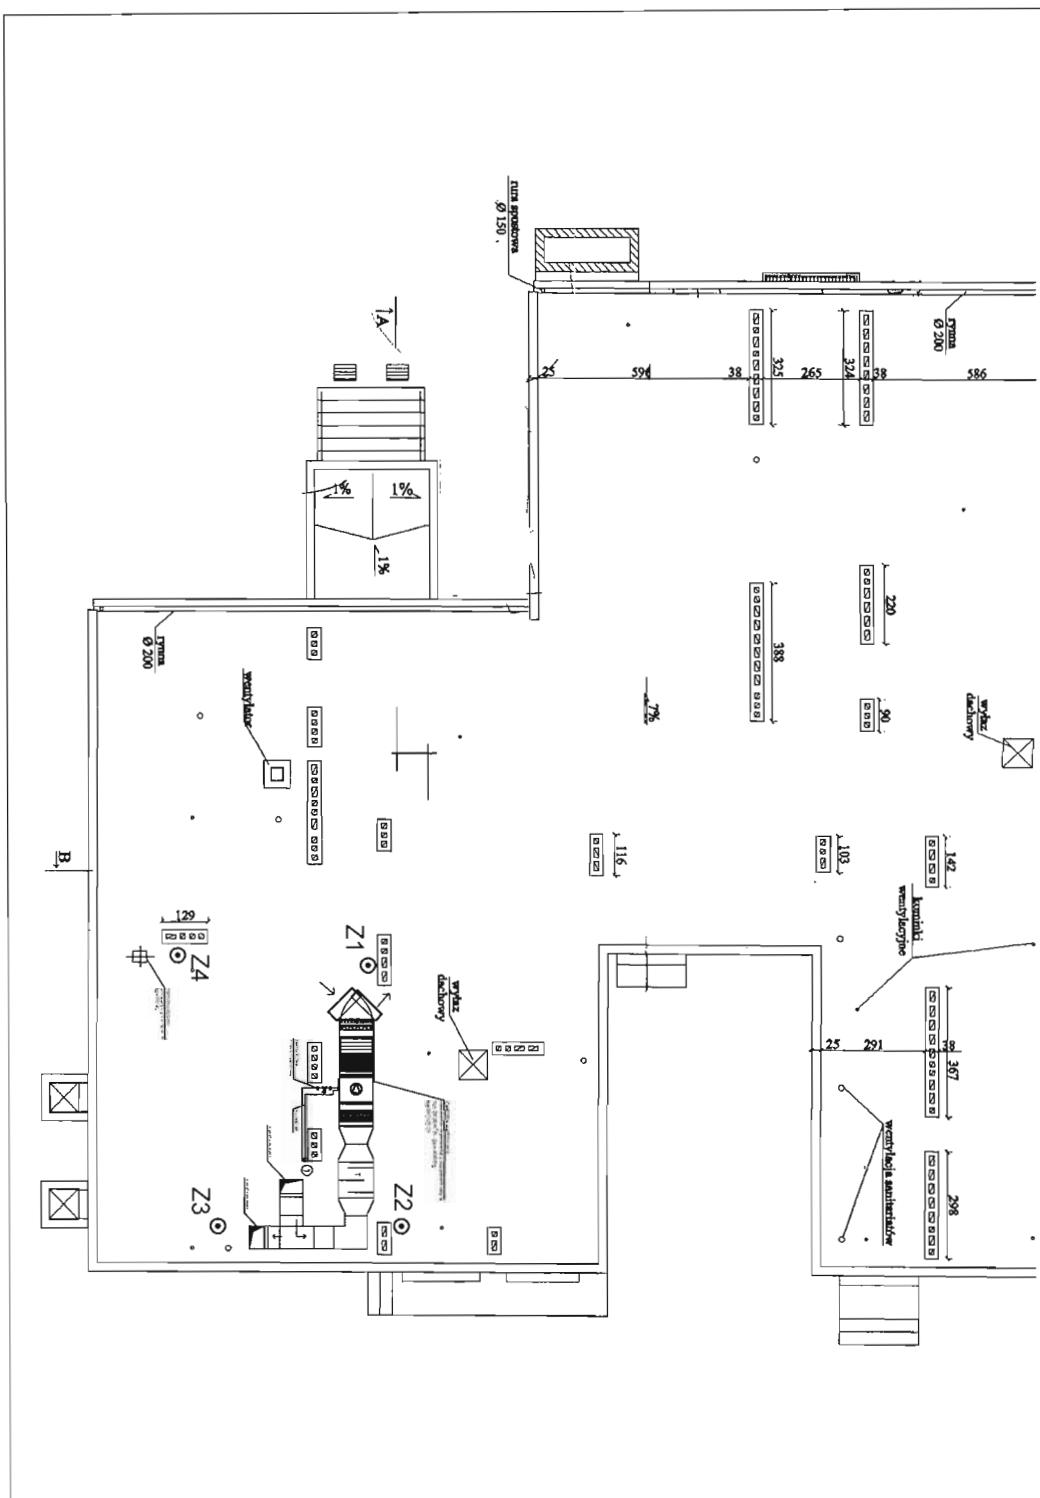 rura spustowa
Ø 150
A
rynna
Ø 200
25
596
38
325
265
324
38
586
1%
1%
1%
388
220
90
7%
wyłaz
dachowy
rynna
Ø 200
wentylator
116
103
142
kominki
wentylacyjne
B
129
Z4
Z1
wyłaz
dachowy
25
291
38
367
wentylacja sanitariatów
298
Z3
Z2
1